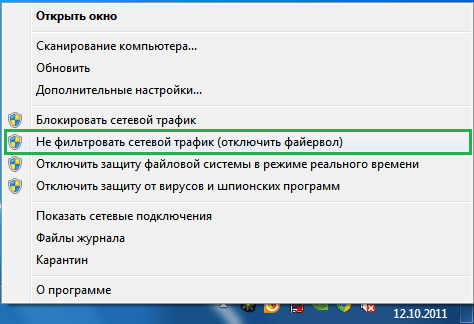 Открыть окно
Сканирование компьютера...
Обновить
Дополнительные настройки...
Блокировать сетевой трафик
Не фильтровать сетевой трафик (отключить файервол)
Отключить защиту файловой системы в режиме реального времени
Отключить защиту от вирусов и шпионских программ
Показать сетевые подключения
Файлы журнала
Карантин
О программе
12.10.2011